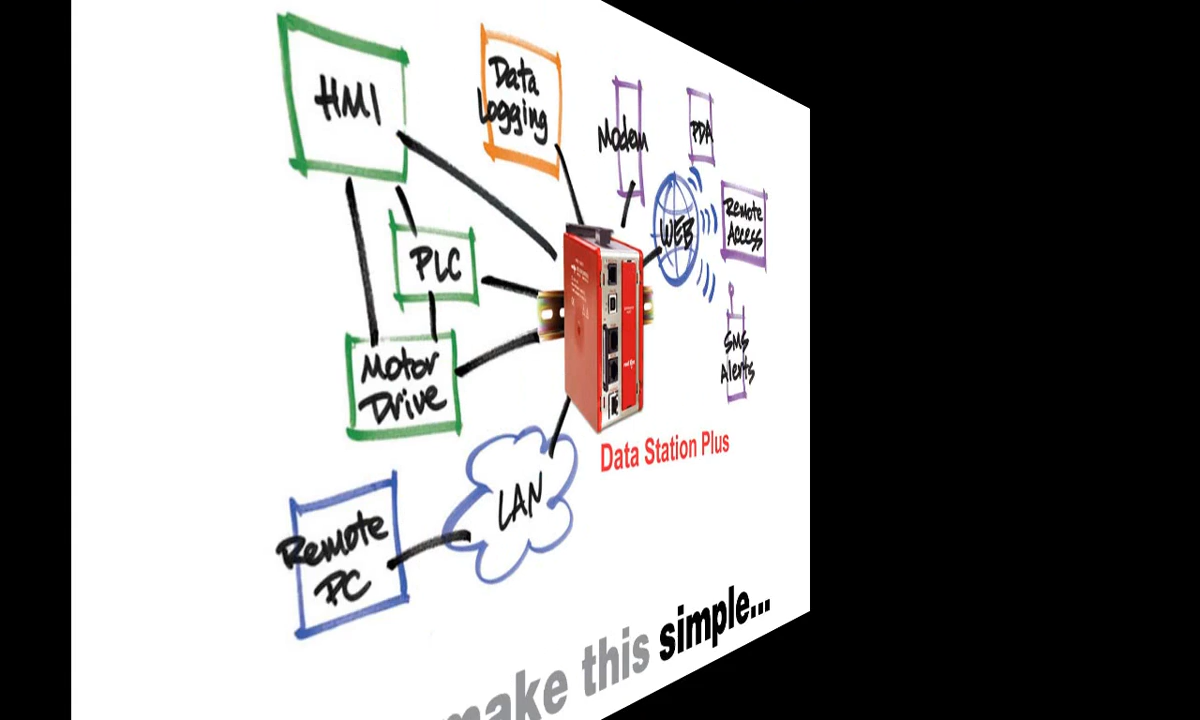 HMI
Data
Logging
Modem
PDA
Remote
Access
WEB
PLC
Motor
Drive
SMS
Alerts
Data Station Plus
LAN
Remote
PC
make this simple...